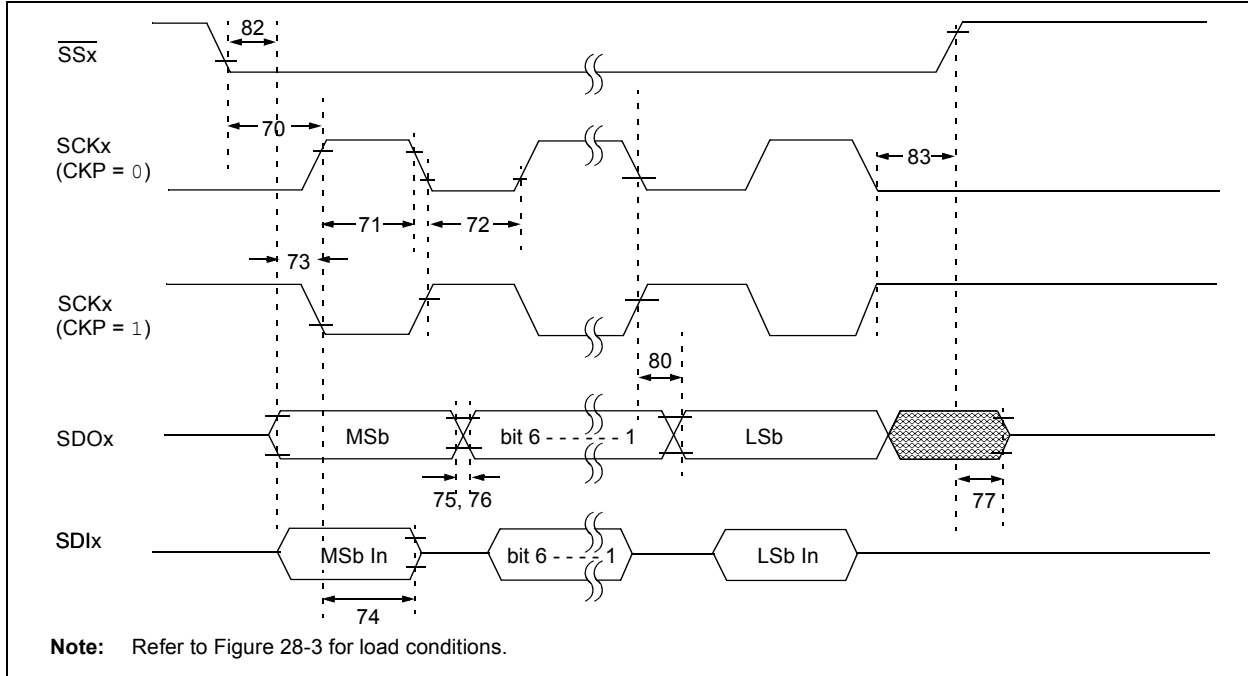 82
SSx
70
SCKx
(CKP = 0)
83
71
72
73
SCKx
(CKP = 1)
80
SDOx
MSb
bit 6 - - - - - - 1
LSb
75, 76
77
SDIx
MSb In
bit 6 - - - - 1
LSb In
74
Note: Refer to Figure 28-3 for load conditions.